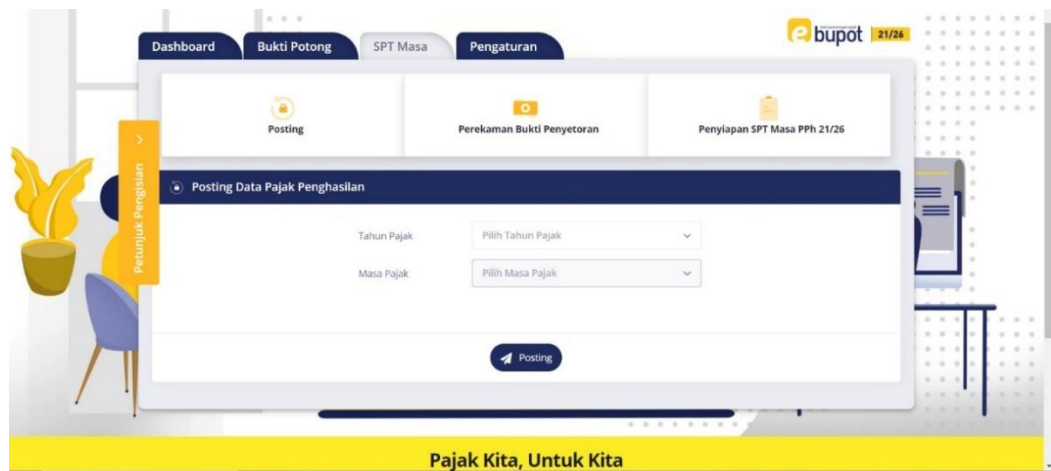 Dashboard
Bukti Potong
SPT Masa
Pengaturan
ebupot 21/26
Posting
Perekaman Bukti Penyetoran
Penyiapan SPT Masa PPh 21/26
Petunjuk Pengisian
Posting Data Pajak Penghasilan
Tahun Pajak
Pilih Tahun Pajak
Masa Pajak
Pilih Masa Pajak
Posting
Pajak Kita, Untuk Kita